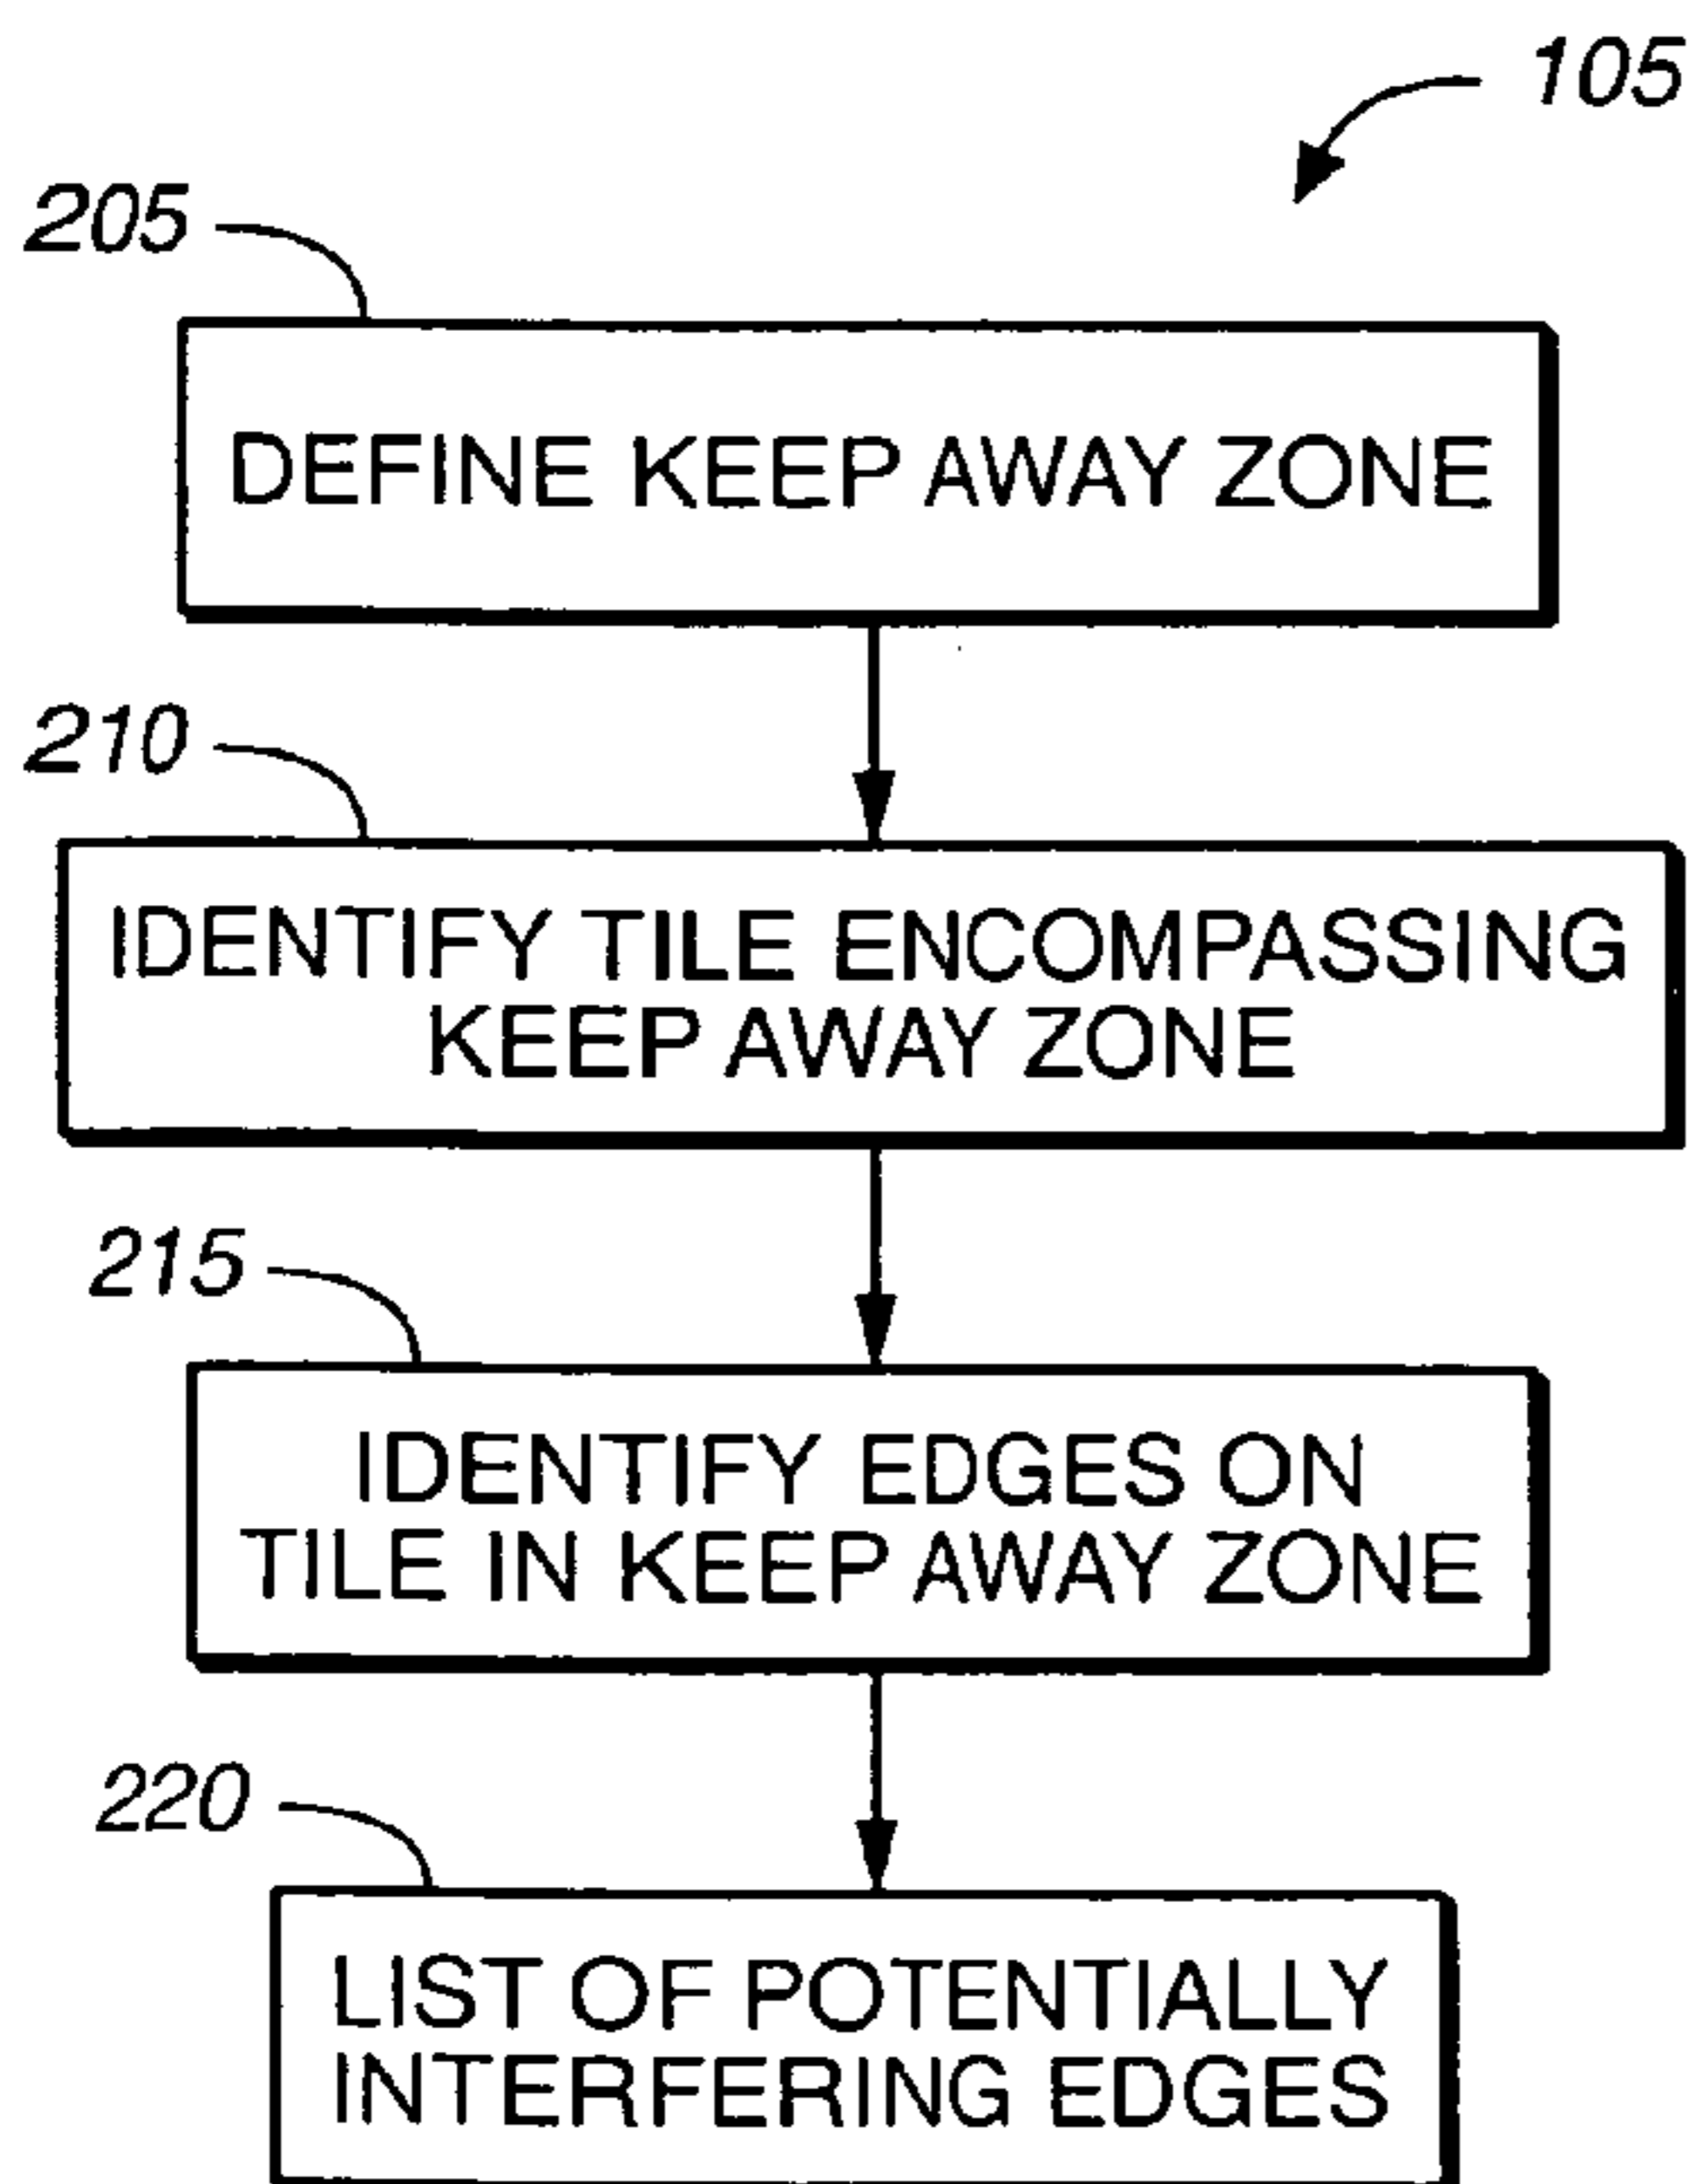 105
205
DEFINE KEEP AWAY ZONE
210
IDENTIFY TILE ENCOMPASSING
KEEP AWAY ZONE
215
IDENTIFY EDGES ON
TILE IN KEEP AWAY ZONE
220
LIST OF POTENTIALLY
INTERFERING EDGES